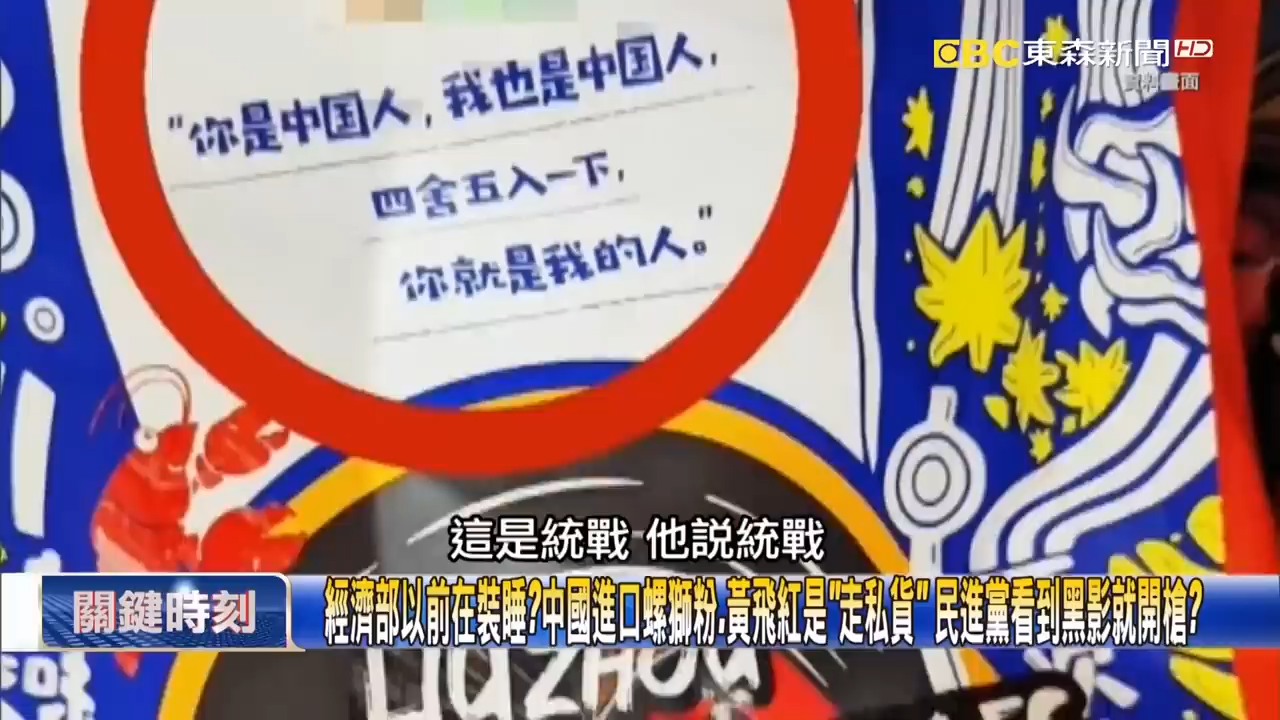 EBC東森新聞HD
資料畫面
"你是中国人，我也是中国人，
四舍五入一下，
你就是我的人。"
這是統戰 他說統戰
關鍵時刻
經濟部以前在裝睡?中國進口螺獅粉.黃飛紅是"走私貨" 民進黨看到黑影就開槍?
LiUZHOU